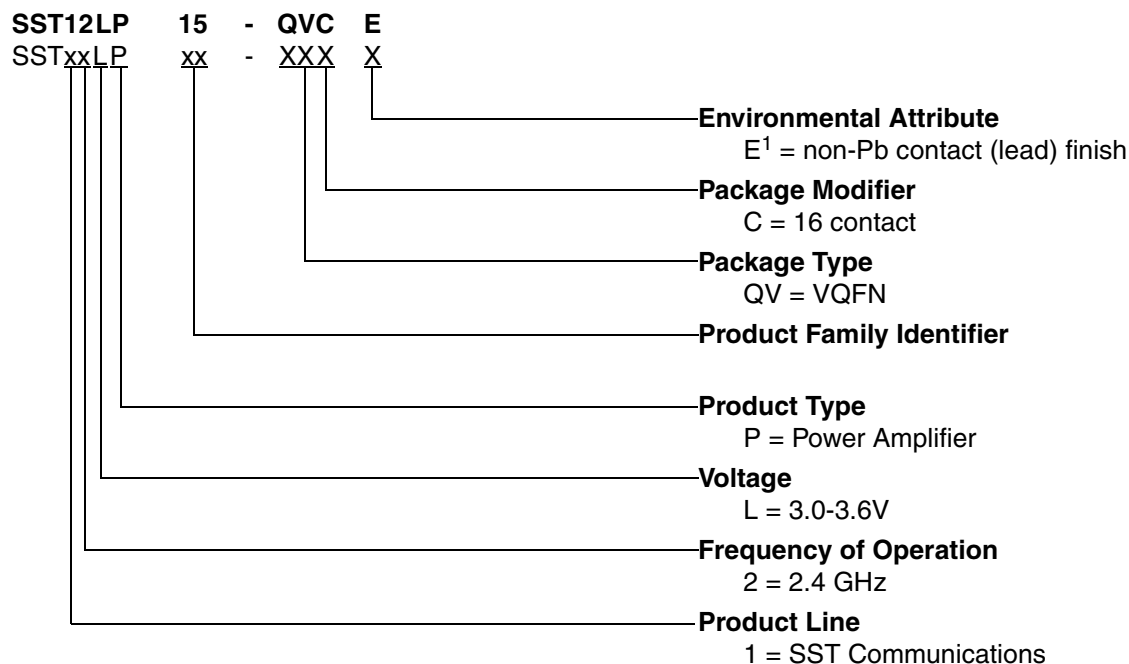 SST12LP 15 - QVC E
SSTxxLP xx - XXX X
Environmental Attribute
E1 = non-Pb contact (lead) finish
Package Modifier
C = 16 contact
Package Type
QV = VQFN
Product Family Identifier
Product Type
P = Power Amplifier
Voltage
L = 3.0-3.6V
Frequency of Operation
2 = 2.4 GHz
Product Line
1 = SST Communications